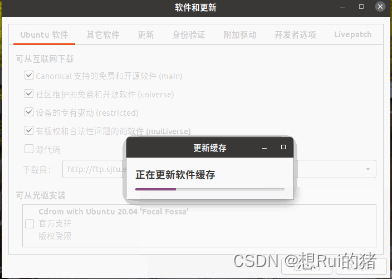 软件和更新
Ubuntu 软件 其它软件 更新 身份验证 附加驱动 开发者选项 Livepatch
可从互联网下载
Canonical 支持的免费和开源软件 (main)
社区维护的免费和开源软件 (universe)
设备的专有驱动 (restricted)
有版权和合法性问题的的软件 (multiverse)
源代码
下载自: http://ftp.sjtu.e
更新缓存
正在更新软件缓存
可从光驱安装
Cdrom with Ubuntu 20.04 'Focal Fossa'
官方支持
版权受限
CSDN @想Rui的猪